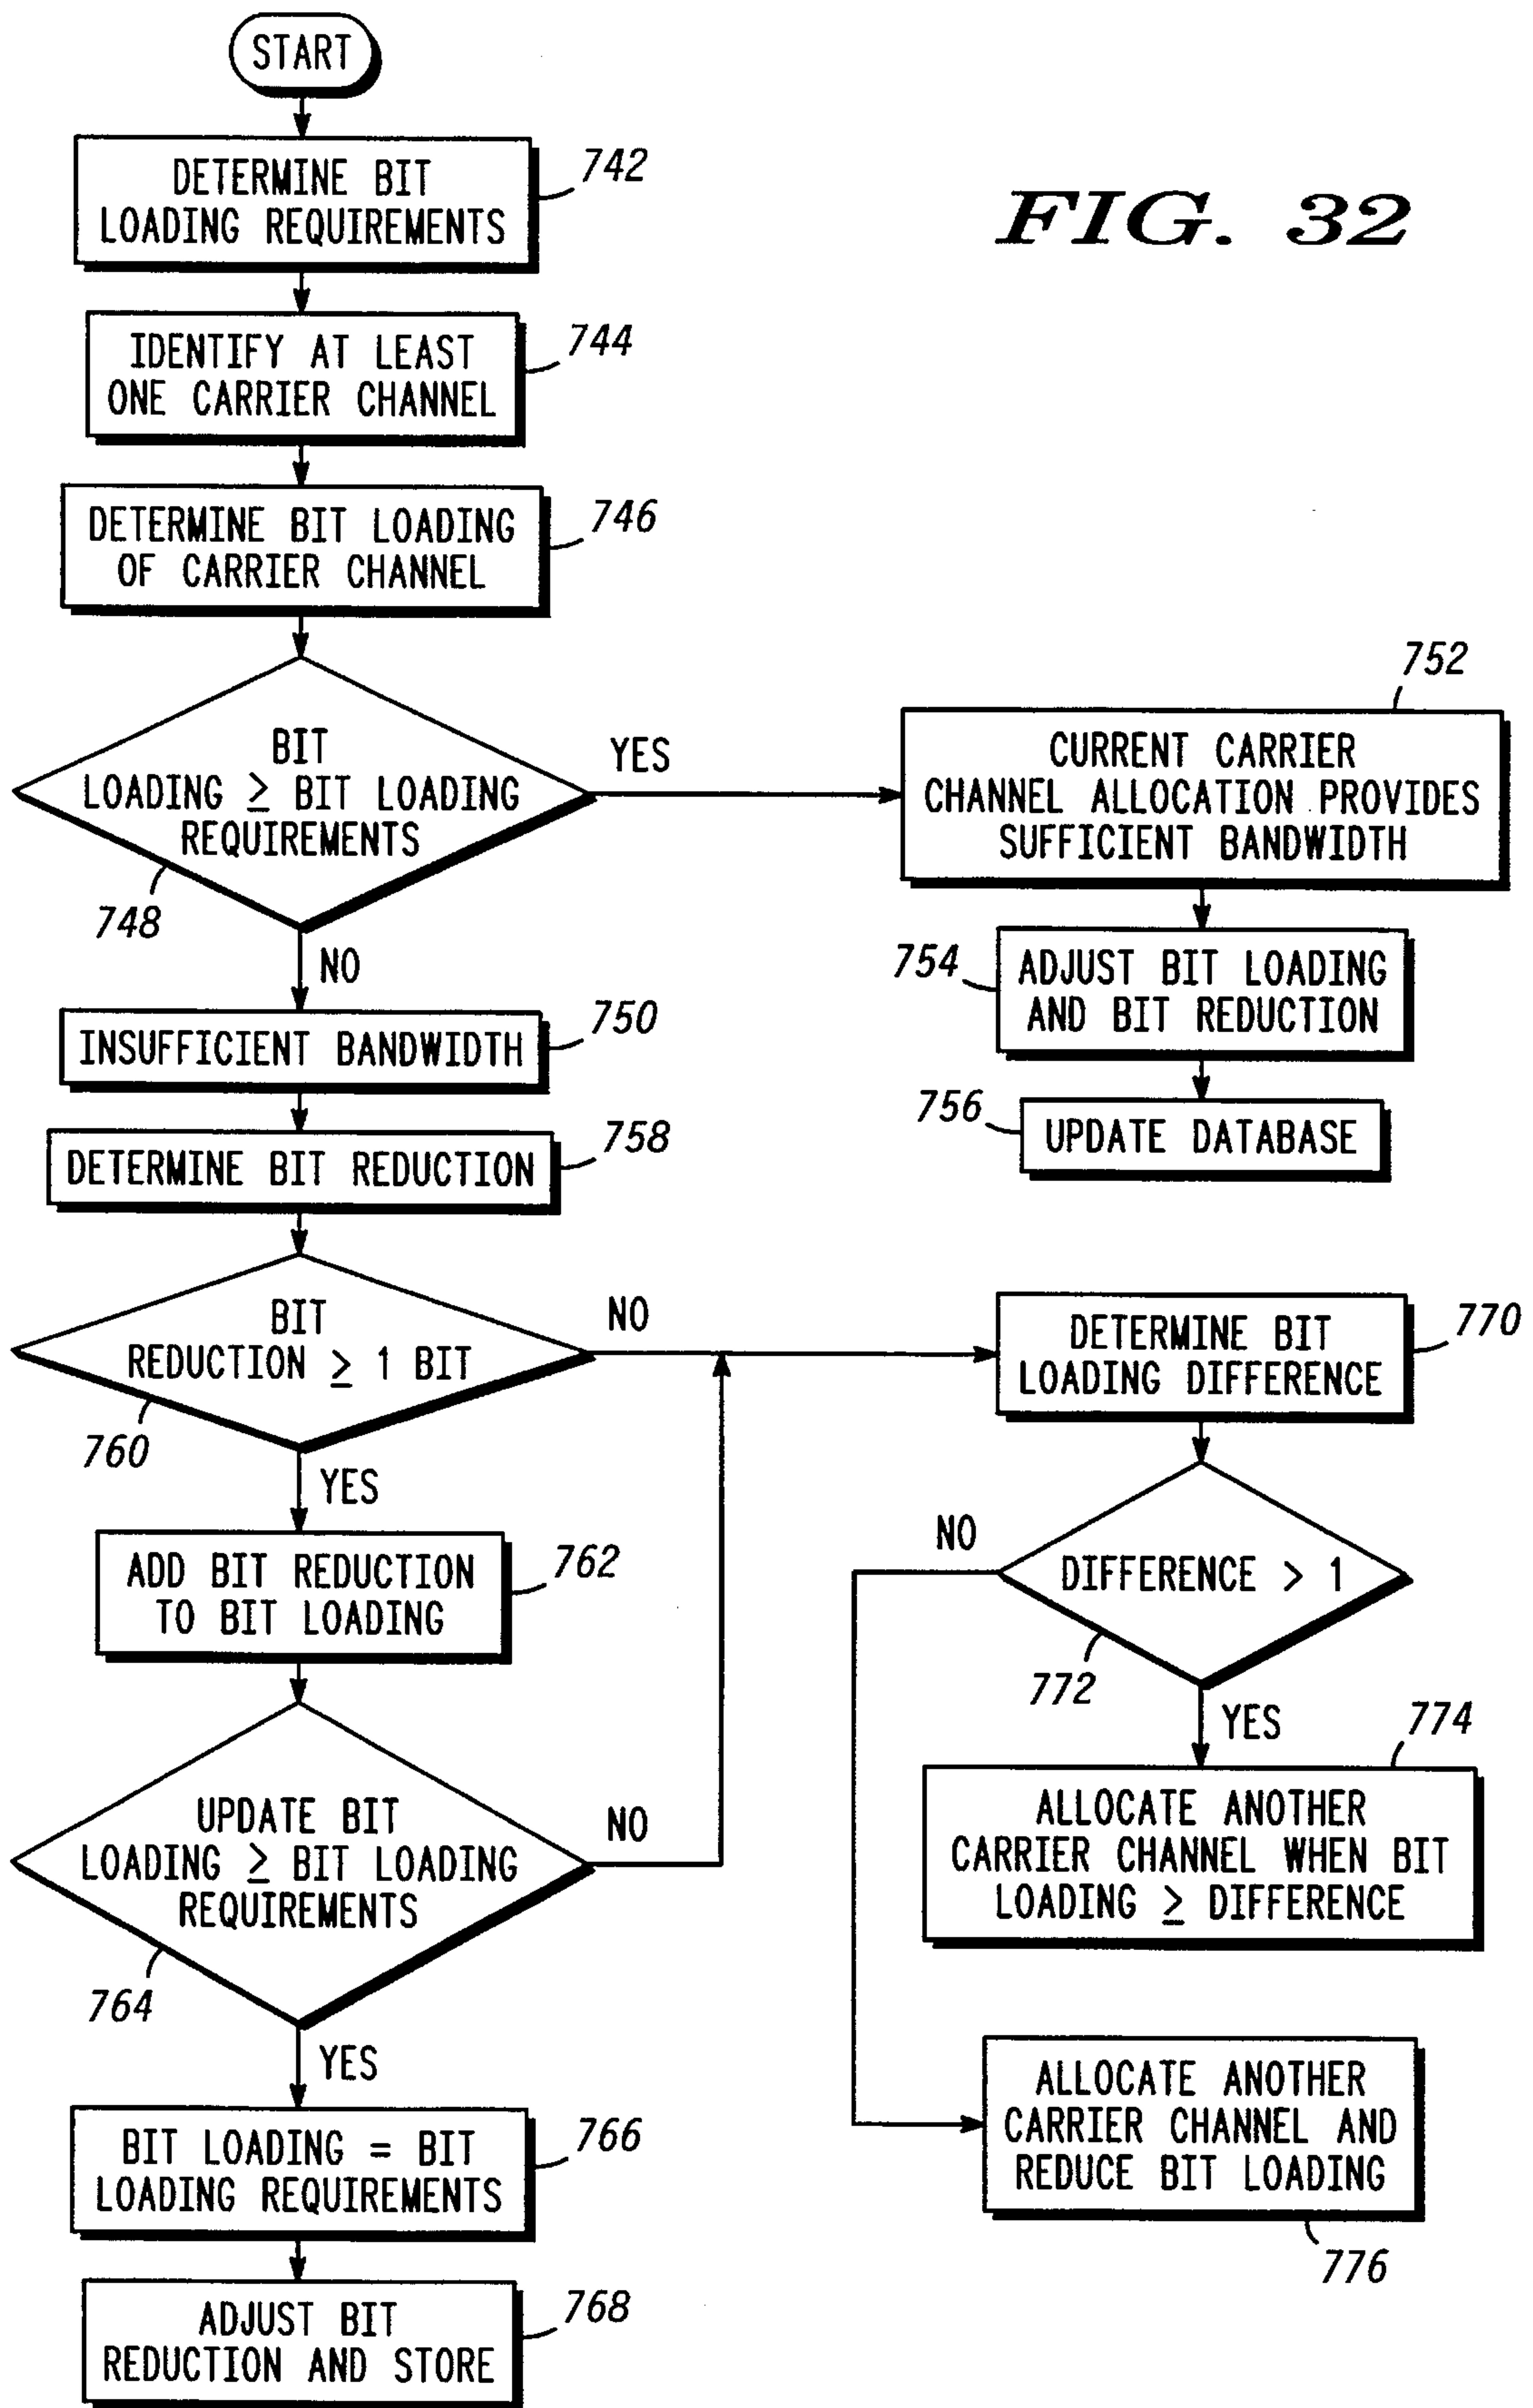 START
FIG. 32
742
DETERMINE BIT
LOADING REQUIREMENTS
744
IDENTIFY AT LEAST
ONE CARRIER CHANNEL
746
DETERMINE BIT LOADING
OF CARRIER CHANNEL
BIT
LOADING ≥ BIT LOADING
REQUIREMENTS
748
YES
NO
752
CURRENT CARRIER
CHANNEL ALLOCATION PROVIDES
SUFFICIENT BANDWIDTH
754
ADJUST BIT LOADING
AND BIT REDUCTION
756
UPDATE DATABASE
750
INSUFFICIENT BANDWIDTH
758
DETERMINE BIT REDUCTION
BIT
REDUCTION ≥ 1 BIT
760
NO
YES
762
ADD BIT REDUCTION
TO BIT LOADING
UPDATE BIT
LOADING ≥ BIT LOADING
REQUIREMENTS
764
NO
YES
766
BIT LOADING = BIT
LOADING REQUIREMENTS
768
ADJUST BIT
REDUCTION AND STORE
770
DETERMINE BIT
LOADING DIFFERENCE
NO
DIFFERENCE > 1
772
YES
774
ALLOCATE ANOTHER
CARRIER CHANNEL WHEN BIT
LOADING ≥ DIFFERENCE
ALLOCATE ANOTHER
CARRIER CHANNEL AND
REDUCE BIT LOADING
776